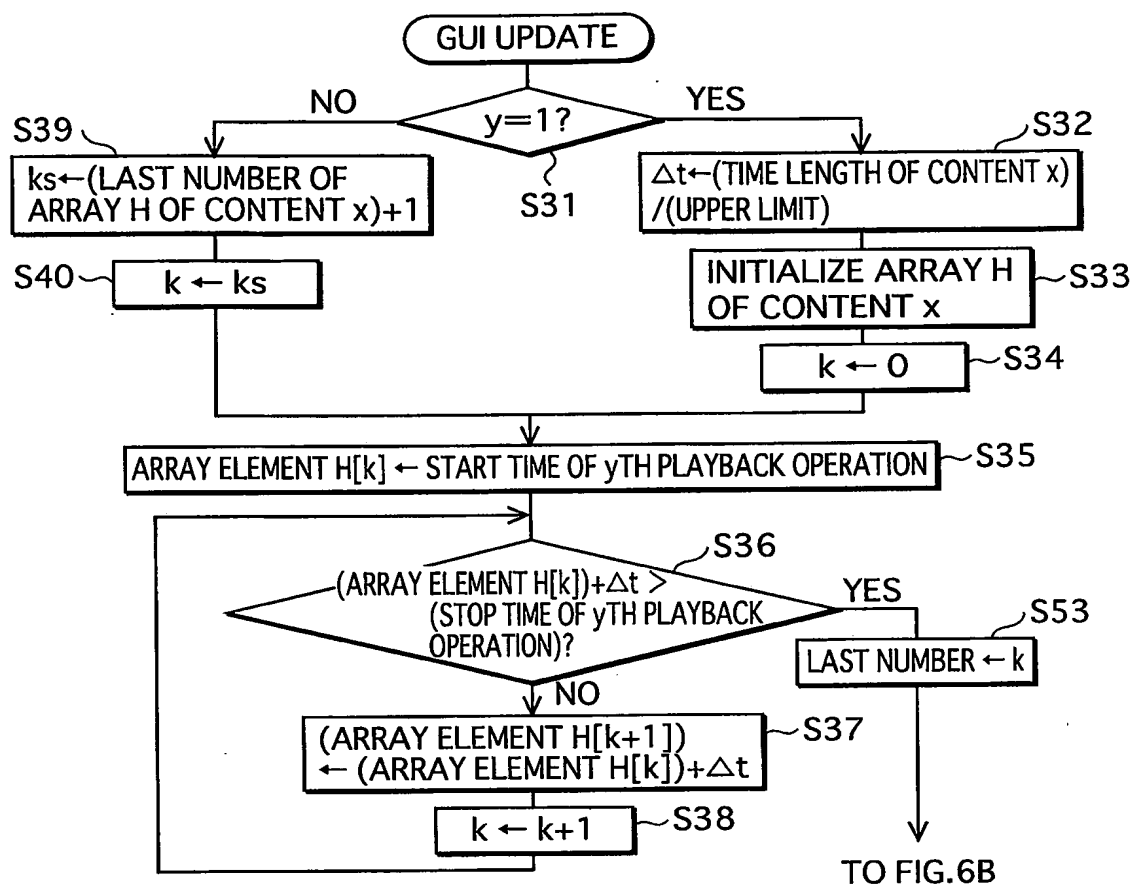 GUI UPDATE
NO
YES
y=1?
S31
S39
ks←(LAST NUMBER OF
ARRAY H OF CONTENT x)+1
S32
△t←(TIME LENGTH OF CONTENT x)
/(UPPER LIMIT)
S40
k ← ks
INITIALIZE ARRAY H
OF CONTENT x
S33
k ← 0
S34
ARRAY ELEMENT H[k] ← START TIME OF yTH PLAYBACK OPERATION
S35
S36
(ARRAY ELEMENT H[k])+△t >
(STOP TIME OF yTH PLAYBACK
OPERATION)?
YES
S53
LAST NUMBER ← k
NO
(ARRAY ELEMENT H[k+1])
← (ARRAY ELEMENT H[k])+△t
S37
k ← k+1
S38
TO FIG.6B